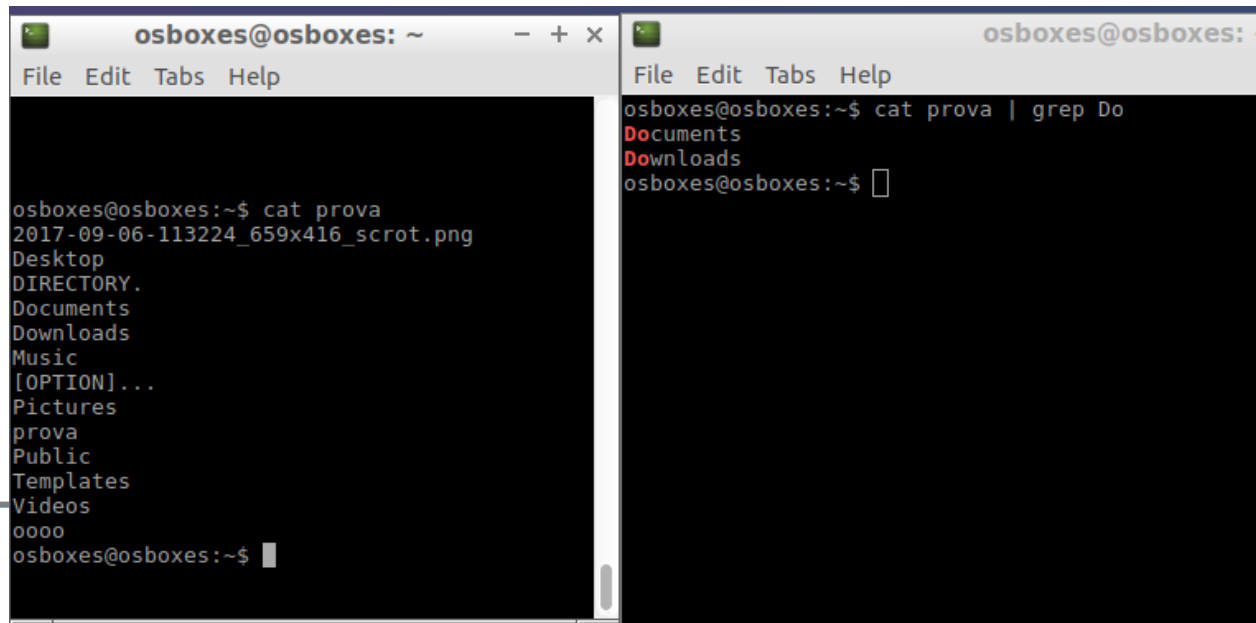 osboxes@osboxes: ~
File Edit Tabs Help
osboxes@osboxes:~$ cat prova
2017-09-06-113224_659x416_scrot.png
Desktop
DIRECTORY.
Documents
Downloads
Music
[OPTION]...
Pictures
prova
Public
Templates
Videos
oooo
osboxes@osboxes:~$
osboxes@osboxes:
File Edit Tabs Help
osboxes@osboxes:~$ cat prova | grep Do
Documents
Downloads
osboxes@osboxes:~$